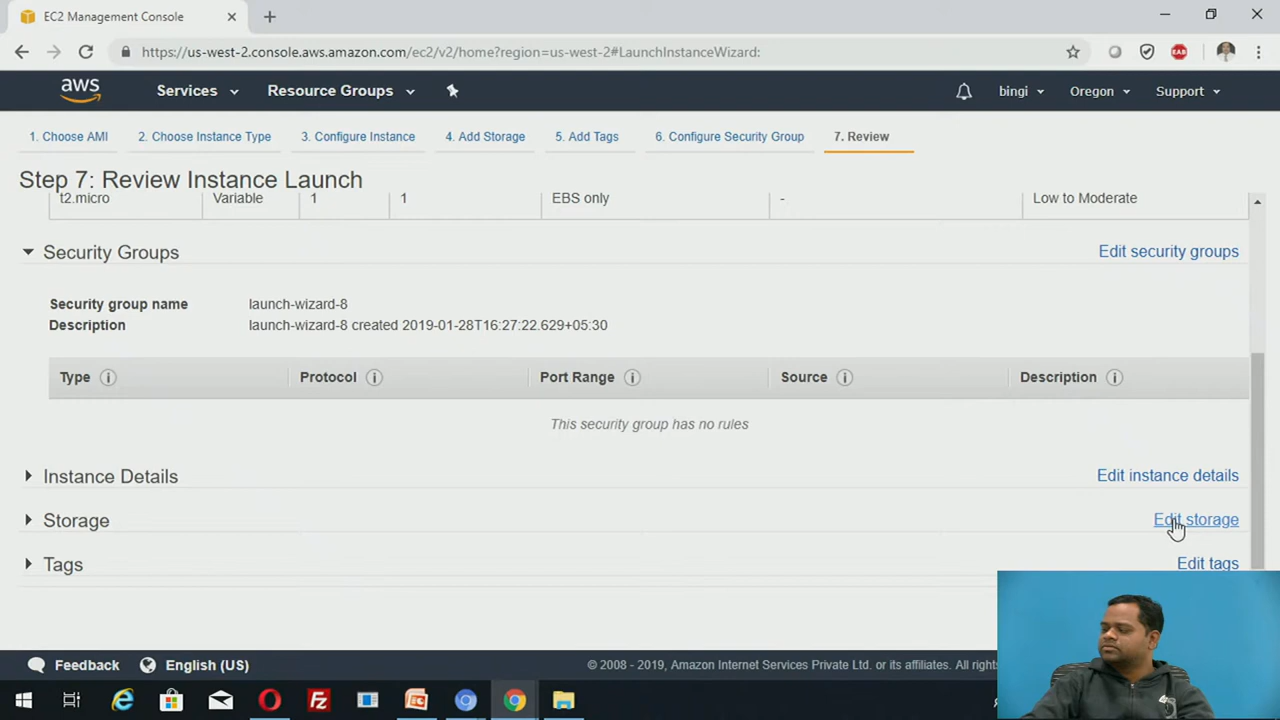 EC2 Management Console
https://us-west-2.console.aws.amazon.com/ec2/v2/home?region=us-west-2#LaunchInstanceWizard:
EAB
aws Services Resource Groups bingi Oregon Support
1. Choose AMI 2. Choose Instance Type 3. Configure Instance 4. Add Storage 5. Add Tags 6. Configure Security Group 7. Review
Step 7: Review Instance Launch
t2.micro Variable 1 1 EBS only - Low to Moderate
Security Groups Edit security groups
Security group name launch-wizard-8
Description launch-wizard-8 created 2019-01-28T16:27:22.629+05:30
Type Protocol Port Range Source Description
This security group has no rules
Instance Details Edit instance details
Storage Edit storage
Tags Edit tags
Feedback English (US) © 2008 - 2019, Amazon Internet Services Private Ltd. or its affiliates. All rights